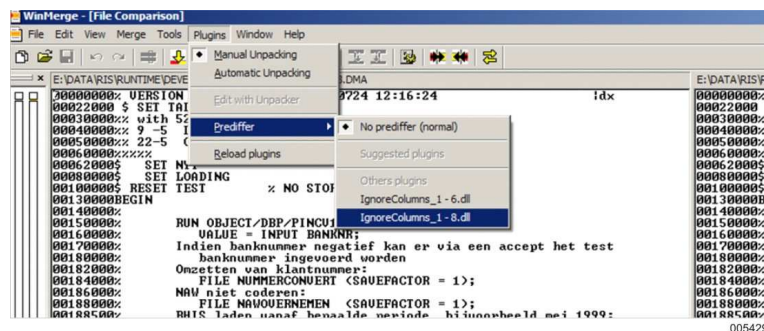 WinMerge - [File Comparison]
File Edit View Merge Tools Plugins Window Help
Manual Unpacking
Automatic Unpacking
Edit with Unpacker
Prediffer
Reload plugins
No prediffer (normal)
Suggested plugins
Others plugins
IgnoreColumns_1 - 6.dll
IgnoreColumns_1 - 8.dll
E:\DATA\RIS\RUNTIME\DEVE .DMA E:\DATA\RIS\R
00000000% VERSION 0724 12:16:24 |dx 00000000%
00022000 $ SET TAI 00022000
00030000%% with 52 00030000%
00040000%% 9 -5 00040000%
00050000%% 22-5 00050000%
00060000%%%%% 00060000%
00062000$ SET 00062000$
00080000$ SET LOADING 00080000$
00100000$ RESET TEST % NO STOP 00100000$
00130000BEGIN 00130000B
00140000% 00140000%
00150000% RUN OBJECT/DBP/PINCV1 00150000%
00160000% VALUE = INPUT BANKNR; 00160000%
00170000% Indien banknummer negatief kan er via een accept het test 00170000%
00180000% banknummer ingevoerd worden 00180000%
00182000% Omzetten van klantnummer: 00182000%
00184000% FILE NUMMERCONVERT (SAVEFACTOR = 1); 00184000%
00186000% NAW niet coderen: 00186000%
00188000% FILE NAWOVERNEMEN (SAVEFACTOR = 1); 00188000%
00188500% RHIS laden vanaf bepaalde periode, bijvoorbeeld mei 1999: 00188500%
005429